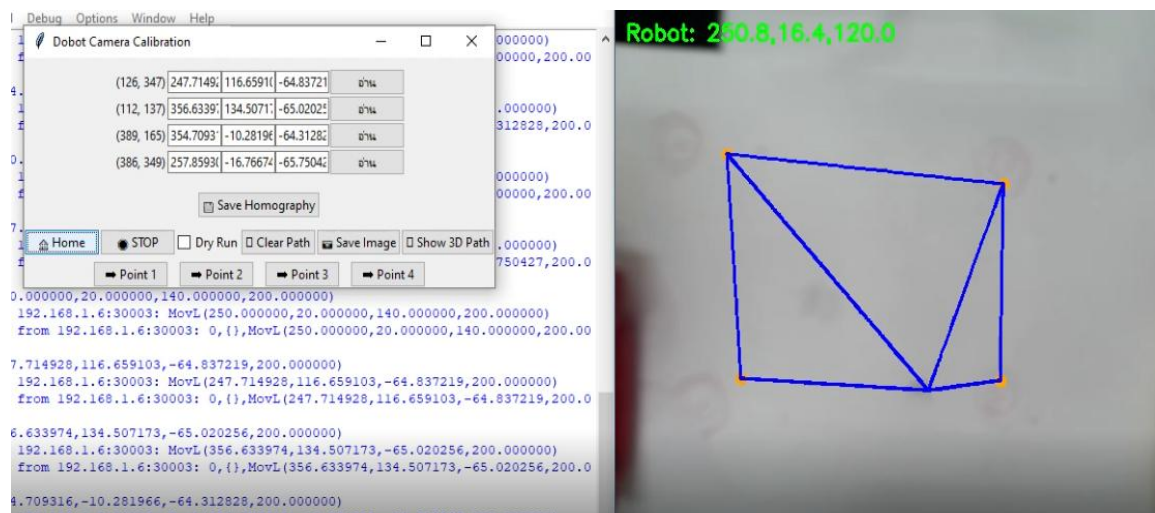 Debug Options Window Help
Dobot Camera Calibration
000000)
00000,200.00
(126, 347) 247.7149 116.6591 -64.83721 อ่าน
(112, 137) 356.6339 134.5071 -65.0202 อ่าน
.000000)
312828,200.0
(389, 165) 354.7093 -10.2819 -64.3128 อ่าน
(386, 349) 257.8593 -16.7667 -65.7504 อ่าน
000000)
00000,200.00
Save Homography
Home STOP Dry Run Clear Path Save Image Show 3D Path
.000000)
750427,200.0
Point 1 Point 2 Point 3 Point 4
0.000000,20.000000,140.000000,200.000000)
192.168.1.6:30003: MovL(250.000000,20.000000,140.000000,200.000000)
from 192.168.1.6:30003: 0,{},MovL(250.000000,20.000000,140.000000,200.00
7.714928,116.659103,-64.837219,200.000000)
192.168.1.6:30003: MovL(247.714928,116.659103,-64.837219,200.000000)
from 192.168.1.6:30003: 0,{},MovL(247.714928,116.659103,-64.837219,200.0
6.633974,134.507173,-65.020256,200.000000)
192.168.1.6:30003: MovL(356.633974,134.507173,-65.020256,200.000000)
from 192.168.1.6:30003: 0,{},MovL(356.633974,134.507173,-65.020256,200.0
4.709316,-10.281966,-64.312828,200.000000)
Robot: 250.8,16.4,120.0